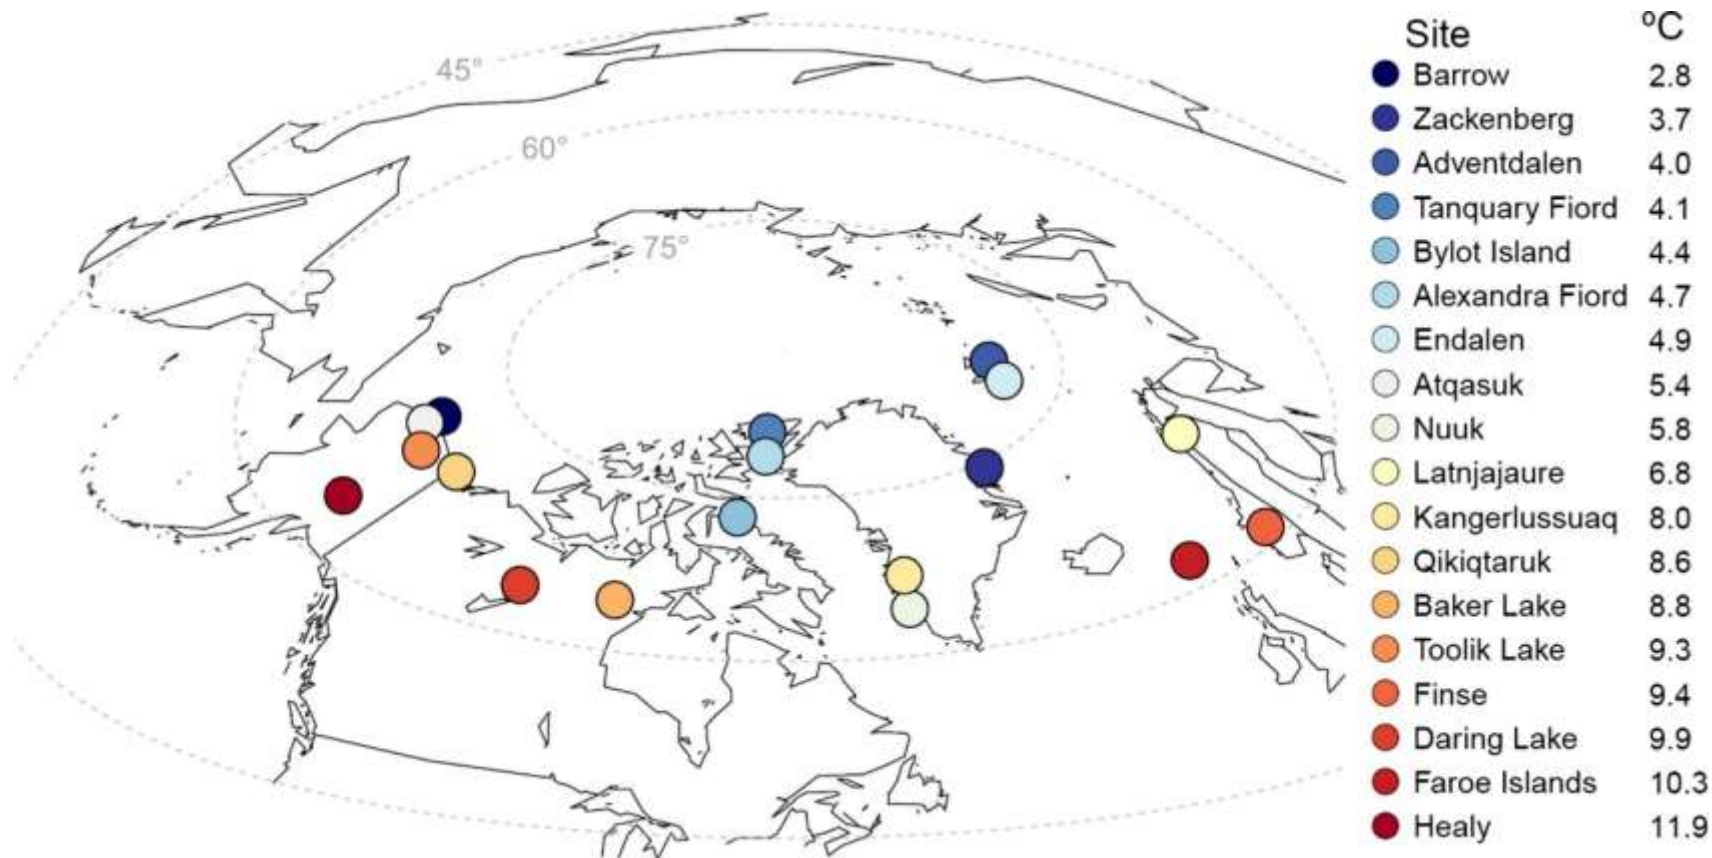 45°
60°
75°
Site ºC
Barrow 2.8
Zackenberg 3.7
Adventdalen 4.0
Tanquary Fiord 4.1
Bylot Island 4.4
Alexandra Fiord 4.7
Endalen 4.9
Atqasuk 5.4
Nuuk 5.8
Latnjajaure 6.8
Kangerlussuaq 8.0
Qikiqtaruk 8.6
Baker Lake 8.8
Toolik Lake 9.3
Finse 9.4
Daring Lake 9.9
Faroe Islands 10.3
Healy 11.9